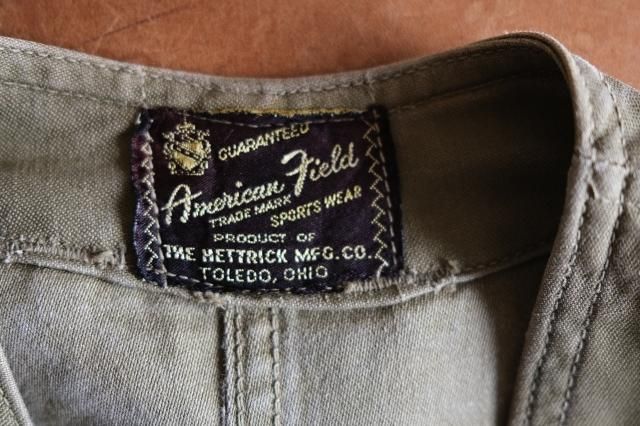 GUARANTEED
American Field
TRADE MARK SPORTS WEAR
PRODUCT OF
THE HETTRICK MFG. CO.
TOLEDO, OHIO